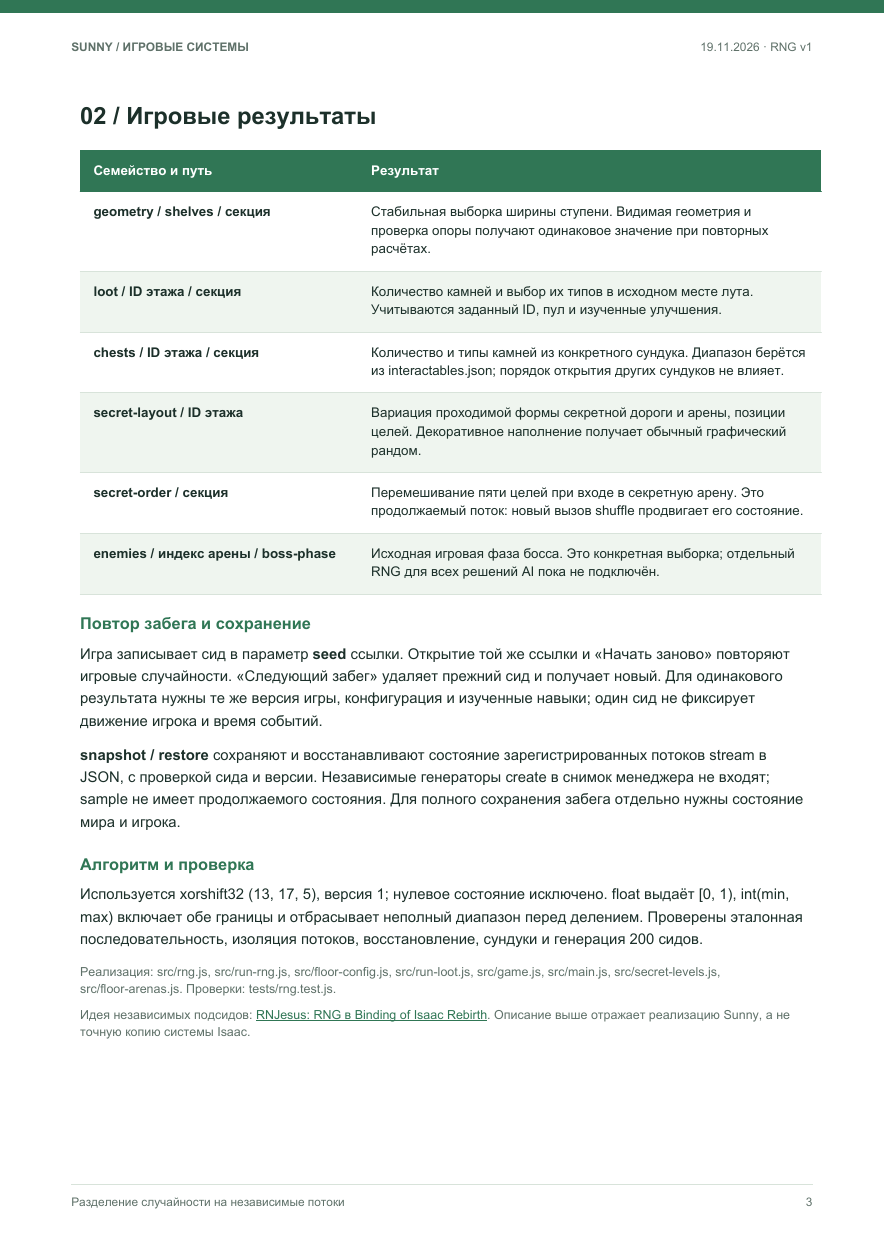 SUNNY / ИГРОВЫЕ СИСТЕМЫ
19.11.2026 · RNG v1
02 / Игровые результаты
Семейство и путь
Результат
geometry / shelves / секция
Стабильная выборка ширины ступени. Видимая геометрия и
проверка опоры получают одинаковое значение при повторных
расчётах.
loot / ID этажа / секция
Количество камней и выбор их типов в исходном месте лута.
Учитываются заданный ID, пул и изученные улучшения.
chests / ID этажа / секция
Количество и типы камней из конкретного сундука. Диапазон берётся
из interactables.json; порядок открытия других сундуков не влияет.
secret-layout / ID этажа
Вариация проходимой формы секретной дороги и арены, позиции
целей. Декоративное наполнение получает обычный графический
рандом.
secret-order / секция
Перемешивание пяти целей при входе в секретную арену. Это
продолжаемый поток: новый вызов shuffle продвигает его состояние.
enemies / индекс арены / boss-phase
Исходная игровая фаза босса. Это конкретная выборка; отдельный
RNG для всех решений AI пока не подключён.
Повтор забега и сохранение
Игра записывает сид в параметр seed ссылки. Открытие той же ссылки и «Начать заново» повторяют
игровые случайности. «Следующий забег» удаляет прежний сид и получает новый. Для одинакового
результата нужны те же версия игры, конфигурация и изученные навыки; один сид не фиксирует
движение игрока и время событий.
snapshot / restore сохраняют и восстанавливают состояние зарегистрированных потоков stream в
JSON, с проверкой сида и версии. Независимые генераторы create в снимок менеджера не входят;
sample не имеет продолжаемого состояния. Для полного сохранения забега отдельно нужны состояние
мира и игрока.
Алгоритм и проверка
Используется xorshift32 (13, 17, 5), версия 1; нулевое состояние исключено. float выдаёт [0, 1), int(min,
max) включает обе границы и отбрасывает неполный диапазон перед делением. Проверены эталонная
последовательность, изоляция потоков, восстановление, сундуки и генерация 200 сидов.
Реализация: src/rng.js, src/run-rng.js, src/floor-config.js, src/run-loot.js, src/game.js, src/main.js, src/secret-levels.js,
src/floor-arenas.js. Проверки: tests/rng.test.js.
Идея независимых подсидов: RNJesus: RNG в Binding of Isaac Rebirth. Описание выше отражает реализацию Sunny, а не
точную копию системы Isaac.
Разделение случайности на независимые потоки
3